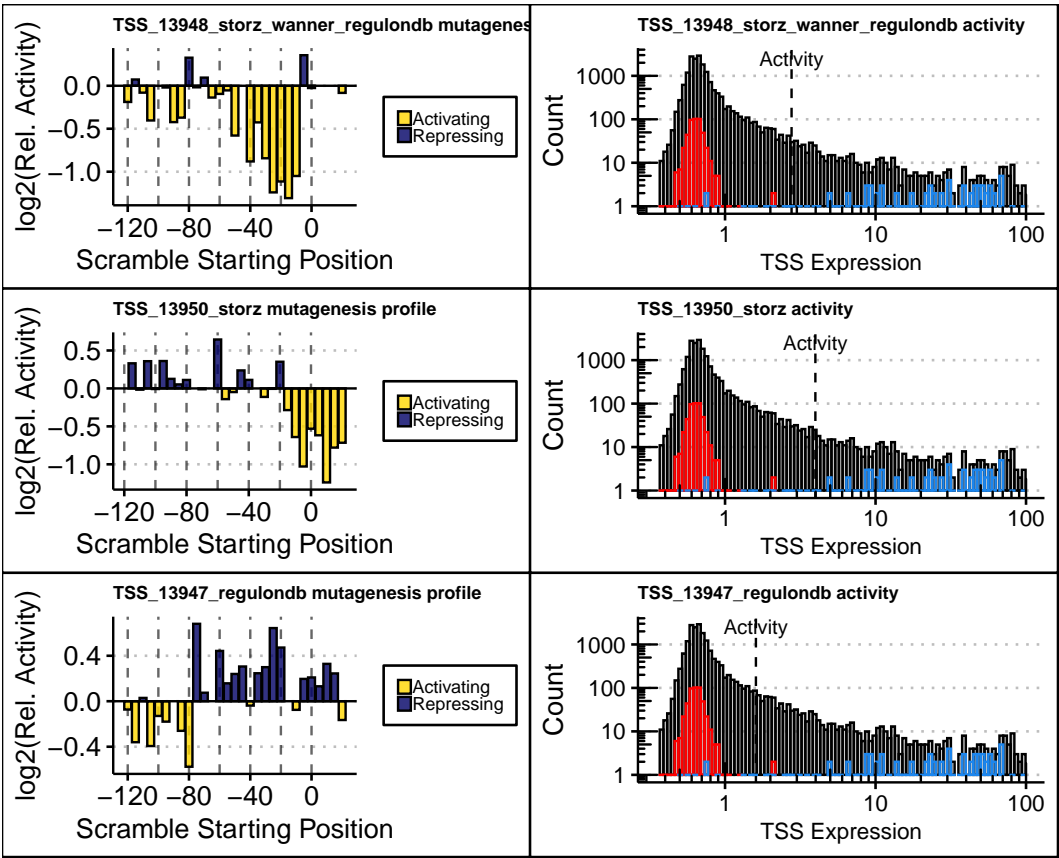 TSS_13948_storz_wanner_regulondb mutagenes
log2(Rel. Activity)
0.0
−0.5
−1.0
−120 −80 −40 0
Scramble Starting Position
Activating
Repressing
TSS_13948_storz_wanner_regulondb activity
Activity
Count
1000
100
10
1
1 10 100
TSS Expression
TSS_13950_storz mutagenesis profile
log2(Rel. Activity)
0.5
0.0
−0.5
−1.0
−120 −80 −40 0
Scramble Starting Position
Activating
Repressing
TSS_13950_storz activity
Activity
Count
1000
100
10
1
1 10 100
TSS Expression
TSS_13947_regulondb mutagenesis profile
log2(Rel. Activity)
0.4
0.0
−0.4
−120 −80 −40 0
Scramble Starting Position
Activating
Repressing
TSS_13947_regulondb activity
Activity
Count
1000
100
10
1
1 10 100
TSS Expression